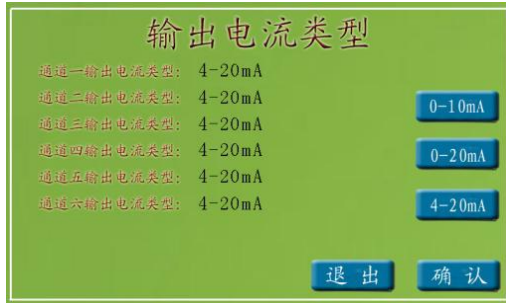 输出电流类型
通道一输出电流类型: 4-20mA
通道二输出电流类型: 4-20mA
通道三输出电流类型: 4-20mA
通道四输出电流类型: 4-20mA
通道五输出电流类型: 4-20mA
通道六输出电流类型: 4-20mA
0-10mA
0-20mA
4-20mA
退出 确认